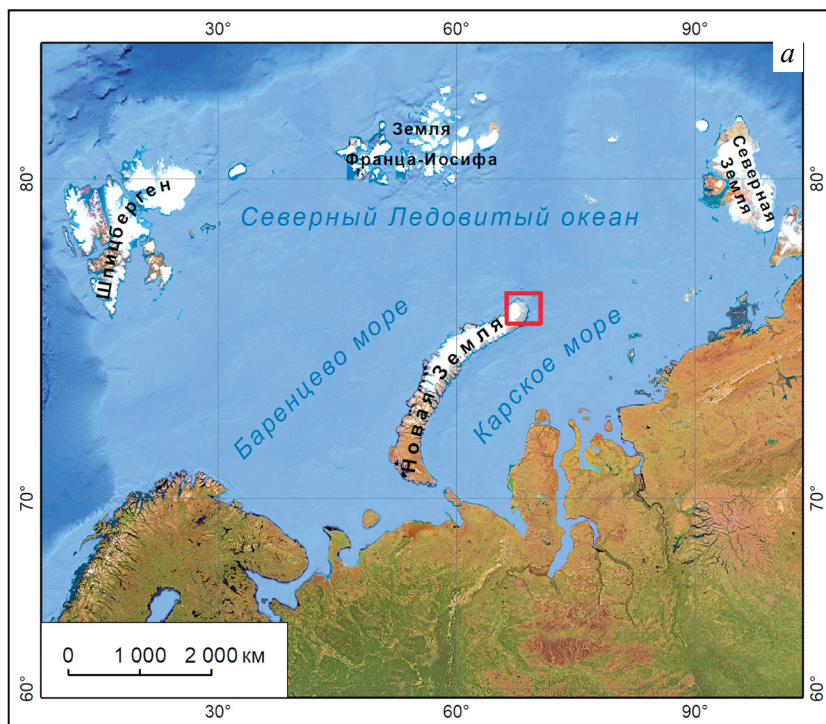 30° 60° 90°
а
Земля
Франца-Иосифа
Северная
Земля
80° 80°
Шпицберген
Северный Ледовитый океан
Баренцево море
Новая Земля
Карское море
70° 70°
0 1 000 2 000 км
60° 60°
30° 60° 90°